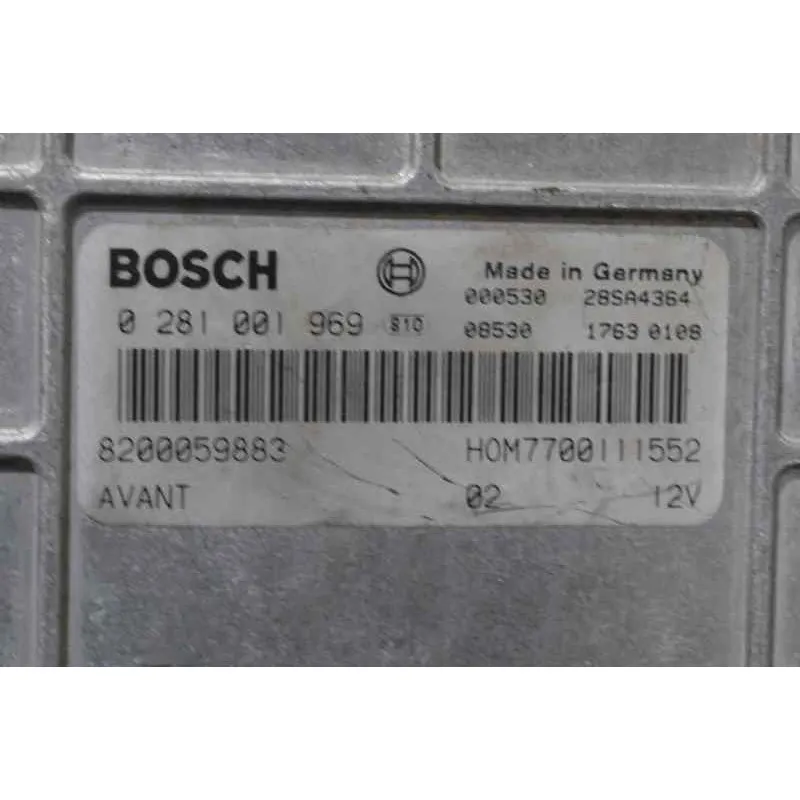 BOSCH Made in Germany
000530 28SA4364
0 281 001 969 810 08530 1763 0108
8200059883 HOM7700111552
AVANT 02 12V